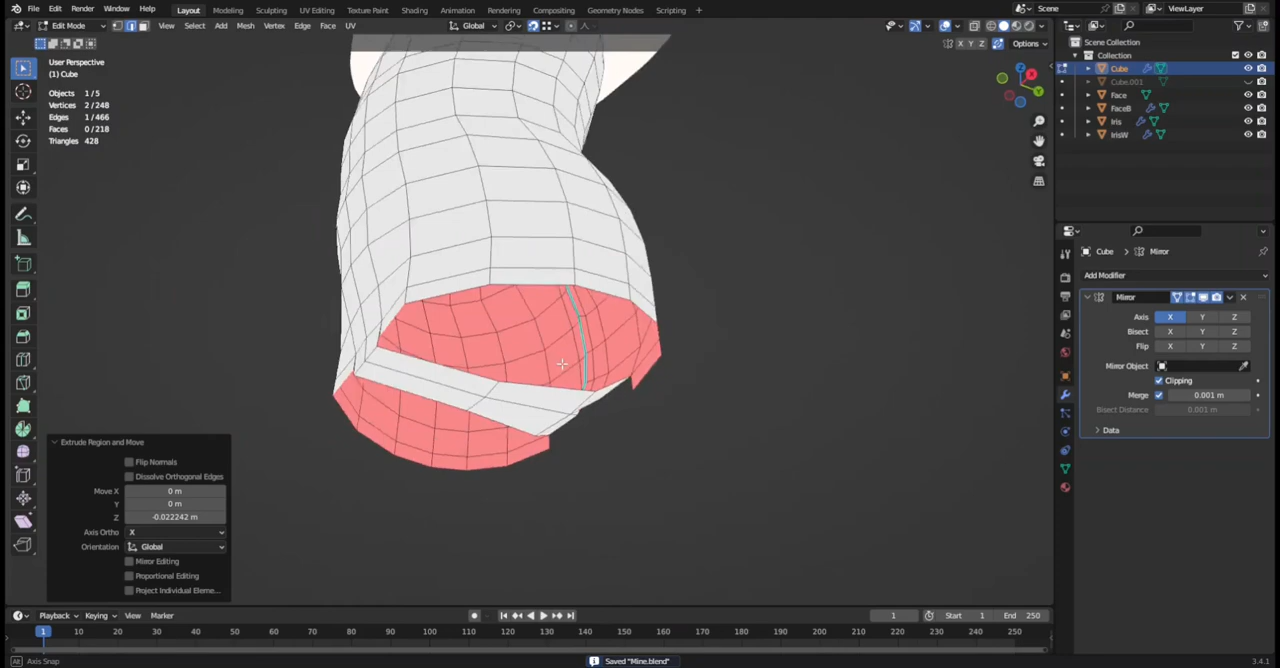 File Edit Render Window Help Layout Modeling Sculpting UV Editing Texture Paint Shading Animation Rendering Compositing Geometry Nodes Scripting + Scene ViewLayer
Edit Mode View Select Add Mesh Vertex Edge Face UV Global
X Y Z Options
User Perspective
(1) Cube
Objects 1/5
Vertices 2/248
Edges 1/466
Faces 0/218
Triangles 428
Z X Y
Scene Collection
Collection
Cube
Cube.001
Face
FaceB
Iris
IrisW
Cube > Mirror
Add Modifier
Mirror
Axis X Y Z
Bisect X Y Z
Flip X Y Z
Mirror Object
Clipping
Merge 0.001 m
Bisect Distance 0.001 m
Data
Extrude Region and Move
Flip Normals
Dissolve Orthogonal Edges
Move X 0 m
Y 0 m
Z -0.022242 m
Axis Ortho X
Orientation Global
Mirror Editing
Proportional Editing
Project Individual Eleme...
Playback Keying View Marker 1 Start 1 End 250
1 10 20 30 40 50 60 70 80 90 100 110 120 130 140 150 160 170 180 190 200 210 220 230 240 250
Alt Axis Snap Saved "Mine.blend" 3.4.1